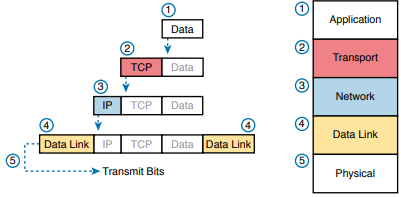 1
Data
2
TCP Data
3
IP TCP Data
4 4
Data Link IP TCP Data Data Link
5
Transmit Bits
1
Application
2
Transport
3
Network
4
Data Link
5
Physical